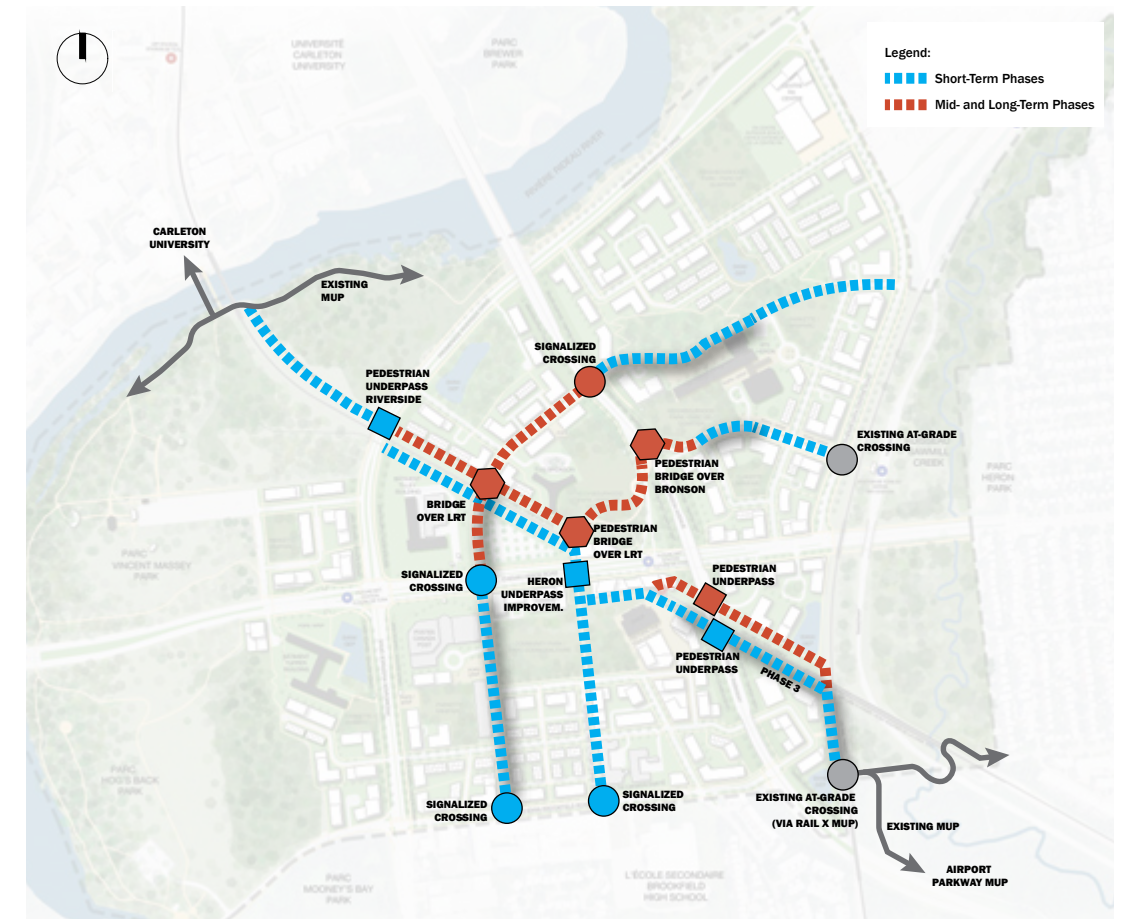 UNIVERSITÉ
CARLETON
UNIVERSITY
PARC
BREWER
PARK
Legend:
Short-Term Phases
Mid- and Long-Term Phases
RIVIÈRE RIDEAU RIVER
CARLETON
UNIVERSITY
EXISTING
MUP
SIGNALIZED
CROSSING
PEDESTRIAN
UNDERPASS
RIVERSIDE
EXISTING AT-GRADE
CROSSING
SAWMILL
CREEK
PEDESTRIAN
BRIDGE OVER
BRONSON
PARC
HERON
PARK
BRIDGE
OVER LRT
PEDESTRIAN
BRIDGE
OVER LRT
PARC
VINCENT MASSEY
PARK
SIGNALIZED
CROSSING
HERON
UNDERPASS
IMPROVEM.
PEDESTRIAN
UNDERPASS
PEDESTRIAN
UNDERPASS
PHASE 3
PARC
HOG'S BACK
PARK
SIGNALIZED
CROSSING
SIGNALIZED
CROSSING
EXISTING AT-GRADE
CROSSING
(VIA RAIL X MUP)
EXISTING MUP
AIRPORT
PARKWAY MUP
PARC
MOONEY'S BAY
PARK
L'ÉCOLE SECONDAIRE
BROOKFIELD
HIGH SCHOOL